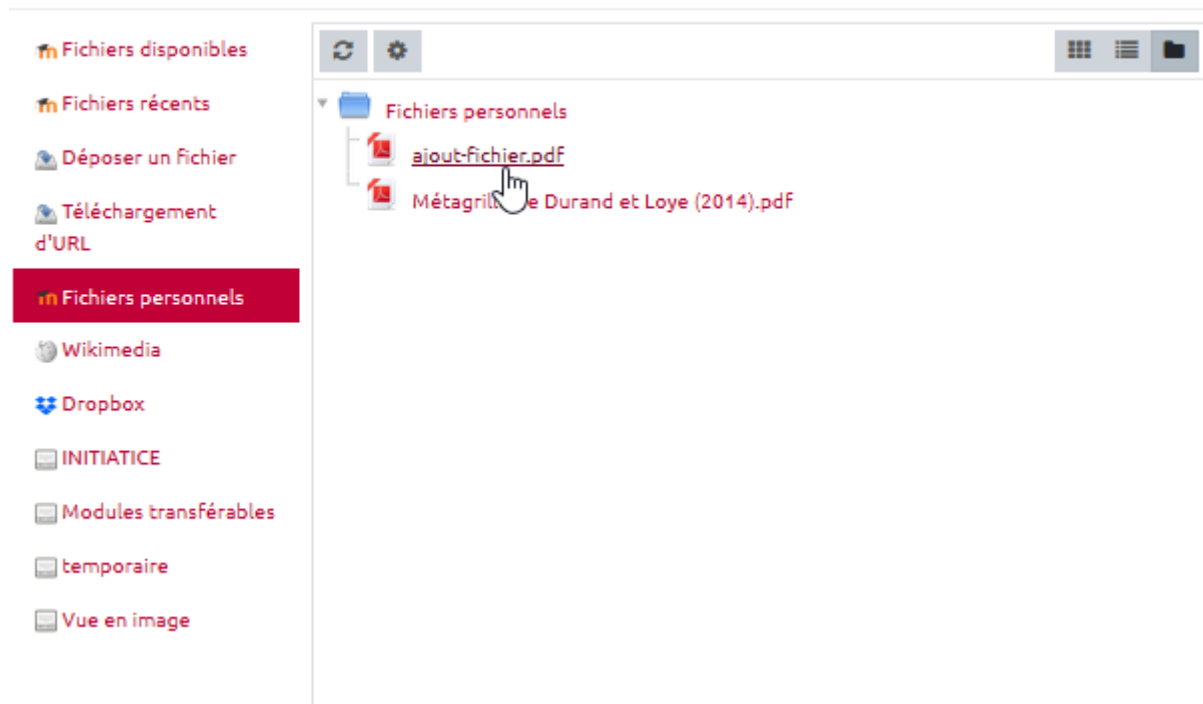 Fichiers disponibles
Fichiers récents
Déposer un fichier
Téléchargement
d'URL
Fichiers personnels
Wikimedia
Dropbox
INITIATICE
Modules transférables
temporaire
Vue en image
Fichiers personnels
ajout-fichier.pdf
Durand et Loye (2014).pdf